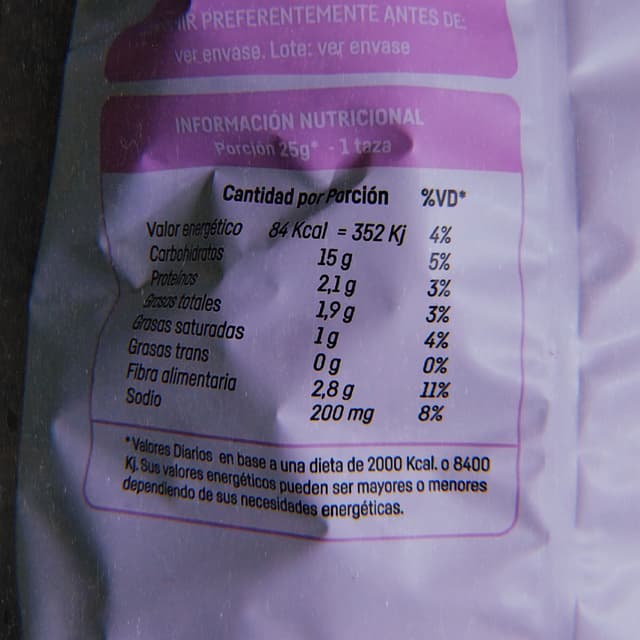 IR PREFERENTEMENTE ANTES DE:
ver envase. Lote: ver envase
INFORMACIÓN NUTRICIONAL
Porción 25g* - 1 taza
Cantidad por Porción %VD*
Valor energético 84 Kcal = 352 Kj 4%
Carbohidratos 15 g 5%
Proteínas 2,1 g 3%
Grasas totales 1,9 g 3%
Grasas saturadas 1 g 4%
Grasas trans 0 g 0%
Fibra alimentaria 2,8 g 11%
Sodio 200 mg 8%
*Valores Diarios en base a una dieta de 2000 Kcal. o 8400
Kj. Sus valores energéticos pueden ser mayores o menores
dependiendo de sus necesidades energéticas.